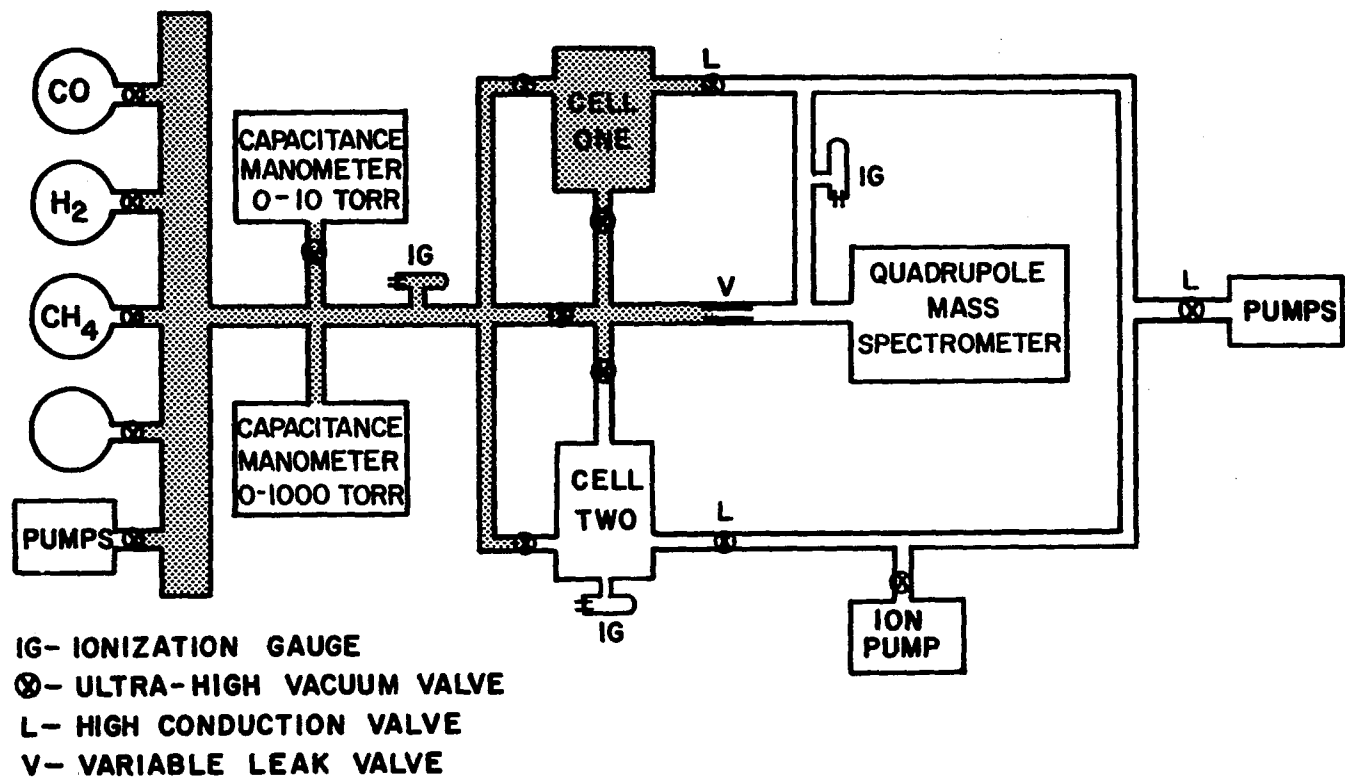 CO
H2
CH4
PUMPS
CAPACITANCE
MANOMETER
0-10 TORR
CAPACITANCE
MANOMETER
0-1000 TORR
IG
CELL
ONE
L
IG
V
QUADRUPOLE
MASS
SPECTROMETER
L
PUMPS
CELL
TWO
L
IG
ION
PUMP
IG- IONIZATION GAUGE
⊗- ULTRA-HIGH VACUUM VALVE
L- HIGH CONDUCTION VALVE
V- VARIABLE LEAK VALVE